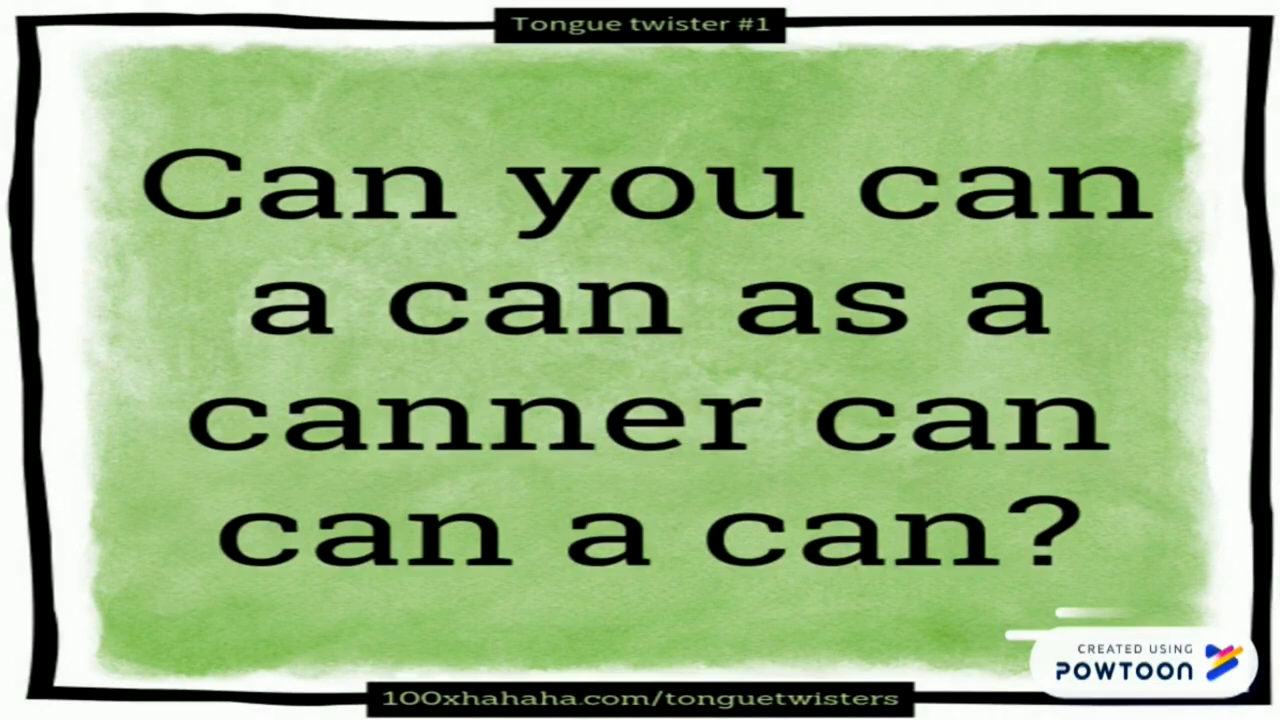 Tongue twister #1
Can you can
a can as a
canner can
can a can?
CREATED USING
POWTOON
100xhahaha.com/tonguetwisters